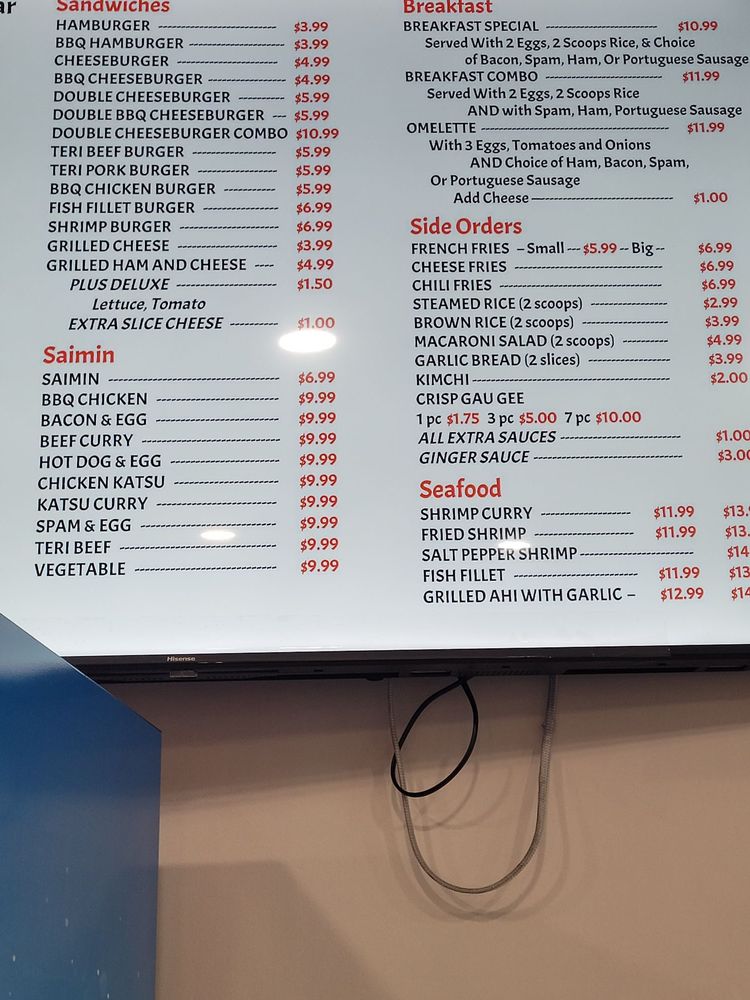 ar
Sandwiches
HAMBURGER $3.99
BBQ HAMBURGER $3.99
CHEESEBURGER $4.99
BBQ CHEESEBURGER $4.99
DOUBLE CHEESEBURGER $5.99
DOUBLE BBQ CHEESEBURGER $5.99
DOUBLE CHEESEBURGER COMBO $10.99
TERI BEEF BURGER $5.99
TERI PORK BURGER $5.99
BBQ CHICKEN BURGER $5.99
FISH FILLET BURGER $6.99
SHRIMP BURGER $6.99
GRILLED CHEESE $3.99
GRILLED HAM AND CHEESE $4.99
PLUS DELUXE $1.50
Lettuce, Tomato
EXTRA SLICE CHEESE $1.00
Saimin
SAIMIN $6.99
BBQ CHICKEN $9.99
BACON & EGG $9.99
BEEF CURRY $9.99
HOT DOG & EGG $9.99
CHICKEN KATSU $9.99
KATSU CURRY $9.99
SPAM & EGG $9.99
TERI BEEF $9.99
VEGETABLE $9.99
Breakfast
BREAKFAST SPECIAL $10.99
Served With 2 Eggs, 2 Scoops Rice, & Choice
of Bacon, Spam, Ham, Or Portuguese Sausage
BREAKFAST COMBO $11.99
Served With 2 Eggs, 2 Scoops Rice
AND with Spam, Ham, Portuguese Sausage
OMELETTE $11.99
With 3 Eggs, Tomatoes and Onions
AND Choice of Ham, Bacon, Spam,
Or Portuguese Sausage
Add Cheese $1.00
Side Orders
FRENCH FRIES – Small --- $5.99 -- Big -- $6.99
CHEESE FRIES $6.99
CHILI FRIES $6.99
STEAMED RICE (2 scoops) $2.99
BROWN RICE (2 scoops) $3.99
MACARONI SALAD (2 scoops) $4.99
GARLIC BREAD (2 slices) $3.99
KIMCHI $2.00
CRISP GAU GEE
1 pc $1.75 3 pc $5.00 7 pc $10.00
ALL EXTRA SAUCES $1.00
GINGER SAUCE $3.00
Seafood
SHRIMP CURRY $11.99 $13.
FRIED SHRIMP $11.99 $13.
SALT PEPPER SHRIMP $14
FISH FILLET $11.99 $13
GRILLED AHI WITH GARLIC – $12.99 $14
Hisense